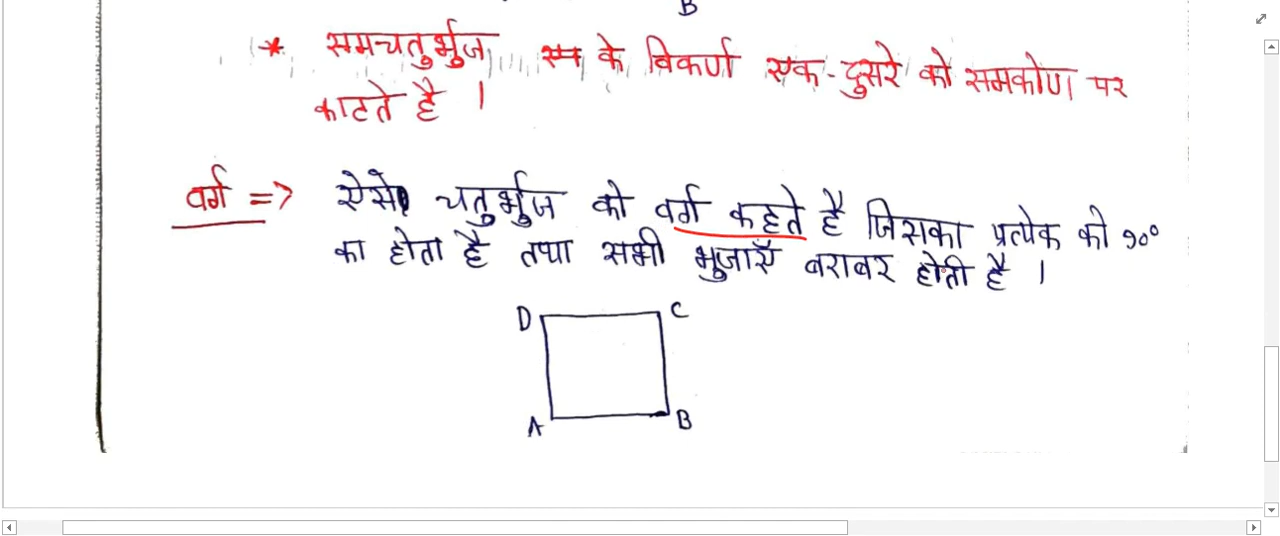 B
* समचतुर्भुज के विकर्ण एक-दुसरे को समकोण पर
काटते है ।
वर्ग => ऐसे चतुर्भुज को वर्ग कहते है जिसका प्रत्येक को 90°
का होता है तथा सभी भुजाएँ बराबर होती है ।
D C
A B